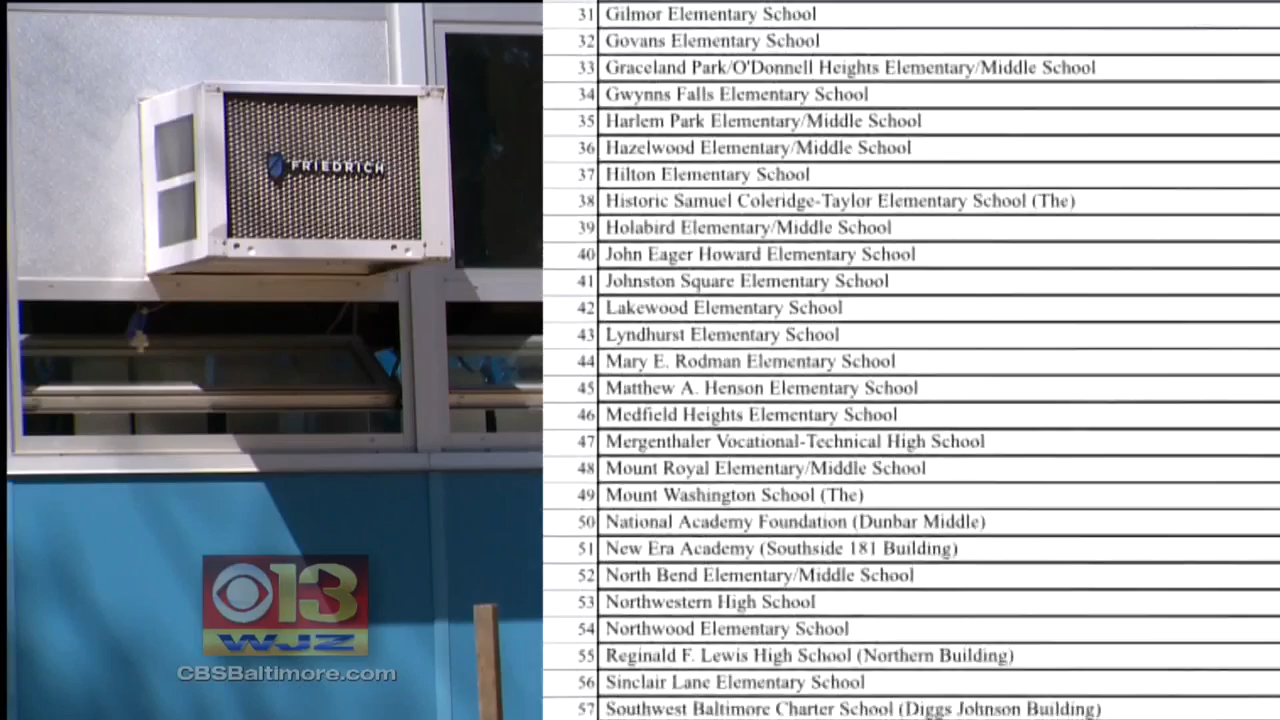 FRIEDRICH
13
WJZ
CBSBaltimore.com
31 Gilmor Elementary School
32 Govans Elementary School
33 Graceland Park/O'Donnell Heights Elementary/Middle School
34 Gwynns Falls Elementary School
35 Harlem Park Elementary/Middle School
36 Hazelwood Elementary/Middle School
37 Hilton Elementary School
38 Historic Samuel Coleridge-Taylor Elementary School (The)
39 Holabird Elementary/Middle School
40 John Eager Howard Elementary School
41 Johnston Square Elementary School
42 Lakewood Elementary School
43 Lyndhurst Elementary School
44 Mary E. Rodman Elementary School
45 Matthew A. Henson Elementary School
46 Medfield Heights Elementary School
47 Mergenthaler Vocational-Technical High School
48 Mount Royal Elementary/Middle School
49 Mount Washington School (The)
50 National Academy Foundation (Dunbar Middle)
51 New Era Academy (Southside 181 Building)
52 North Bend Elementary/Middle School
53 Northwestern High School
54 Northwood Elementary School
55 Reginald F. Lewis High School (Northern Building)
56 Sinclair Lane Elementary School
57 Southwest Baltimore Charter School (Diggs Johnson Building)